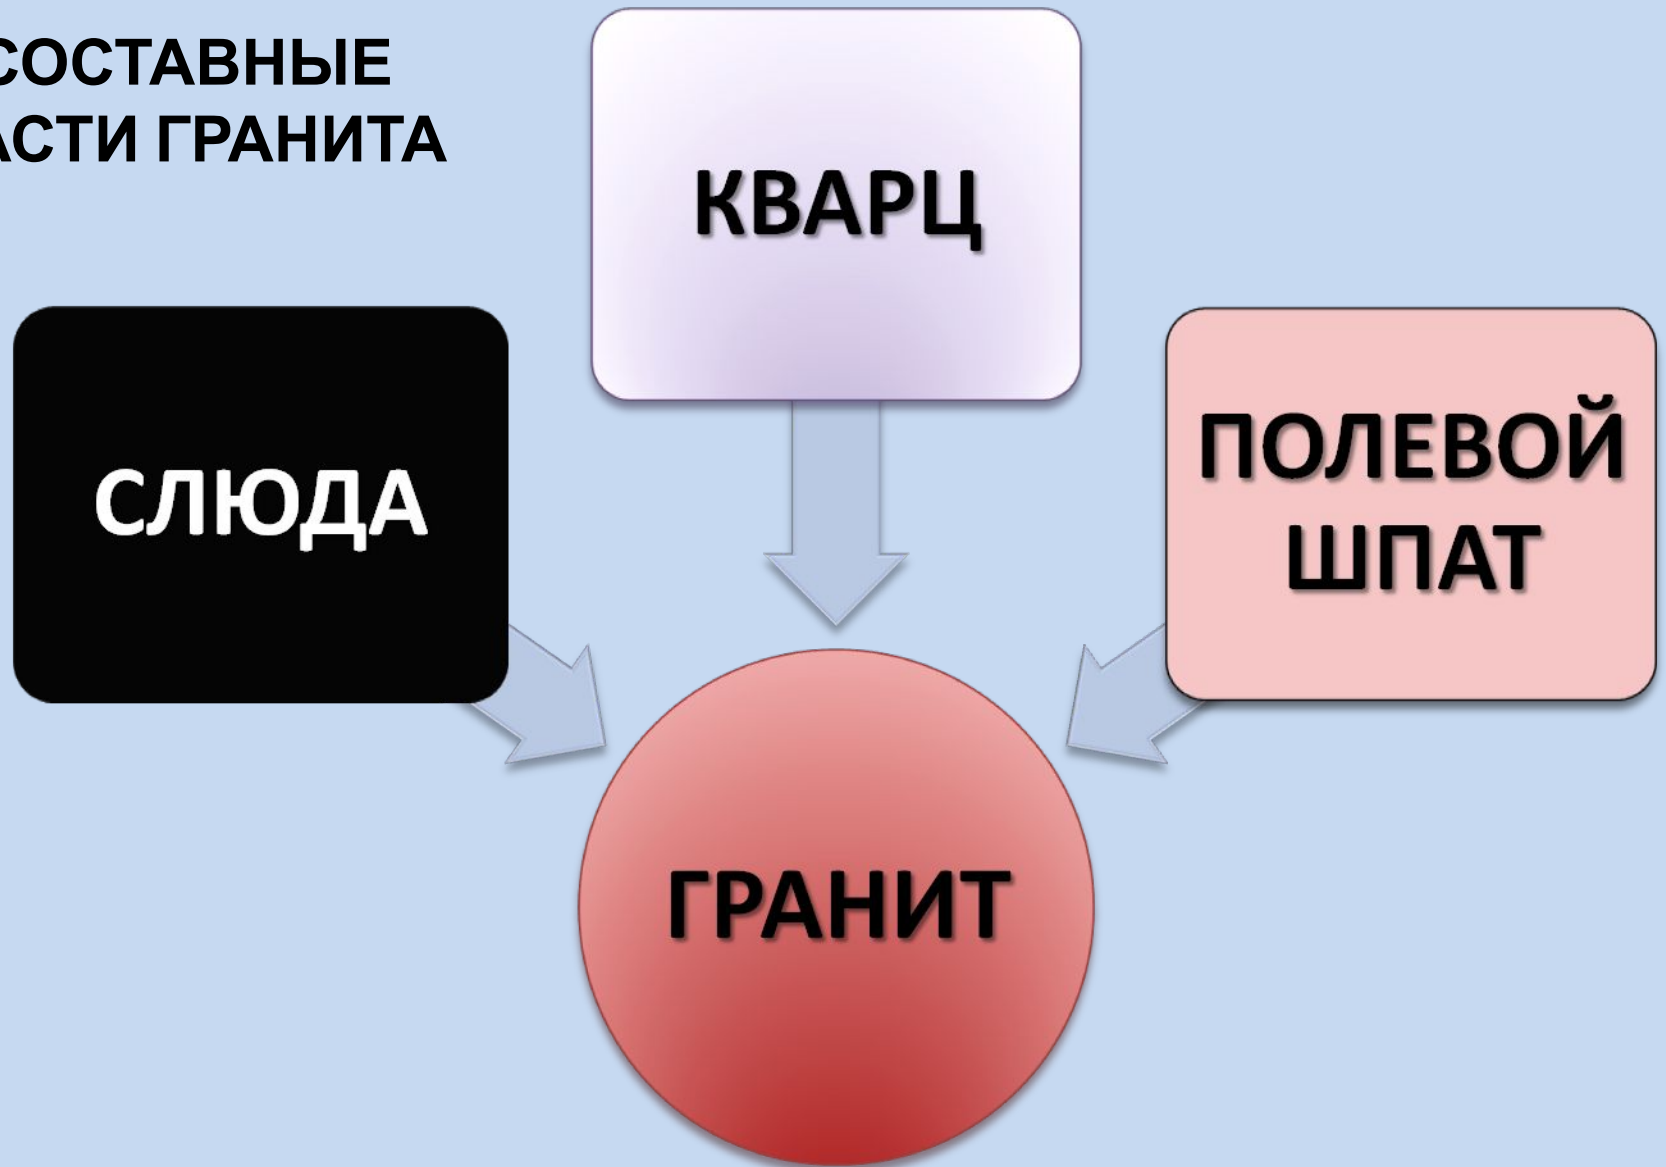 СОСТАВНЫЕ
АСТИ ГРАНИТА
КВАРЦ
СЛЮДА
ПОЛЕВОЙ
ШПАТ
ГРАНИТ